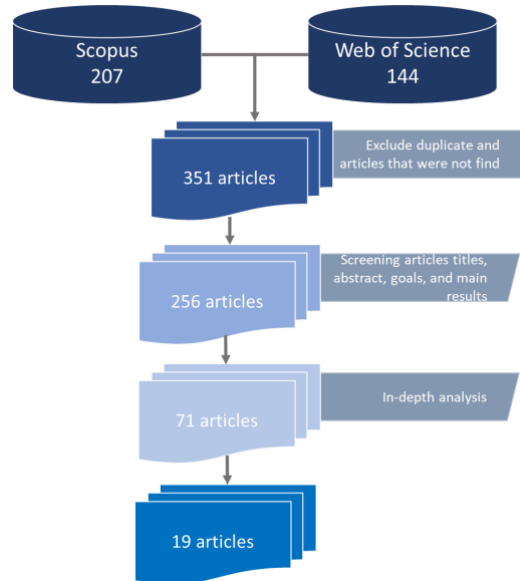 Scopus
207
Web of Science
144
Exclude duplicate and
articles that were not find
351 articles
Screening articles titles,
abstract, goals, and main
results
256 articles
In-depth analysis
71 articles
19 articles